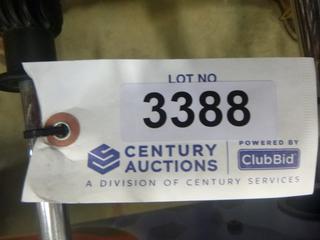 LOT NO
3388
CENTURY
AUCTIONS
POWERED BY
ClubBid
A DIVISION OF CENTURY SERVICES